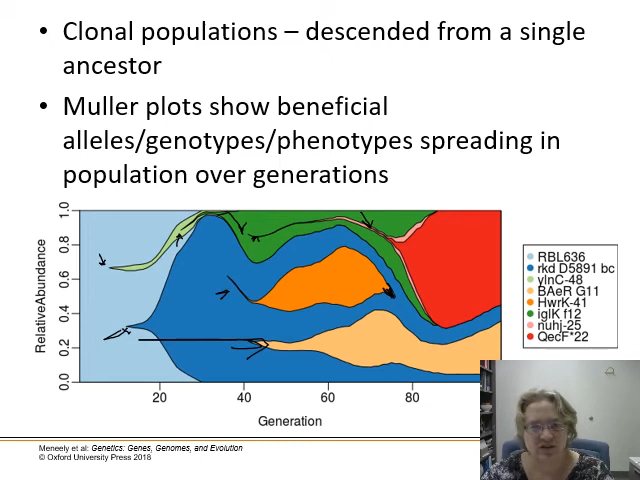 • Clonal populations – descended from a single
ancestor
• Muller plots show beneficial
alleles/genotypes/phenotypes spreading in
population over generations
RelativeAbundance
1.0
0.8
0.6
0.4
0.2
0.0
20
40
60
80
Generation
RBL636
rkd D5891 bc
ylnC-48
BAeR G11
HwrK-41
iglK f12
nuhj-25
QecF*22
Meneely et al: Genetics: Genes, Genomes, and Evolution
© Oxford University Press 2018